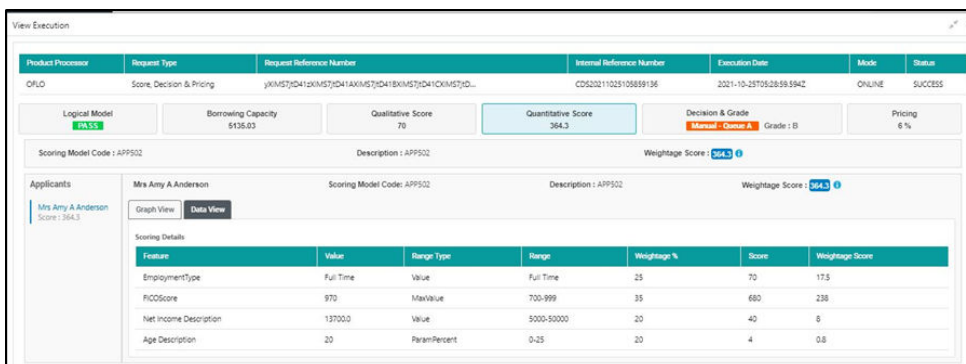 View Execution
Product Processor Request Type Request Reference Number Internal Reference Number Execution Date Mode Status
OFLO Score, Decision & Pricing CDS20211025105859136 2021-10-25T05:28:59.594Z ONLINE SUCCESS
Logical Model Borrowing Capacity Qualitative Score Quantitative Score Decision & Grade Pricing
PASS 5135.03 70 364.3 Manual - Queue A Grade : B 6 %
Scoring Model Code : APP502 Description : APP502 Weightage Score : 364.3
Applicants Mrs Amy A Anderson Scoring Model Code: APP502 Description : APP502 Weightage Score : 364.3
Mrs Amy A Anderson
Score : 364.3
Graph View Data View
Scoring Details
Feature Value Range Type Range Weightage % Score Weightage Score
EmploymentType Full Time Value Full Time 25 70 17.5
FICOScore 970 MaxValue 700-999 35 680 238
Net Income Description 13700.0 Value 5000-50000 20 40 8
Age Description 20 ParamPercent 0-25 20 4 0.8